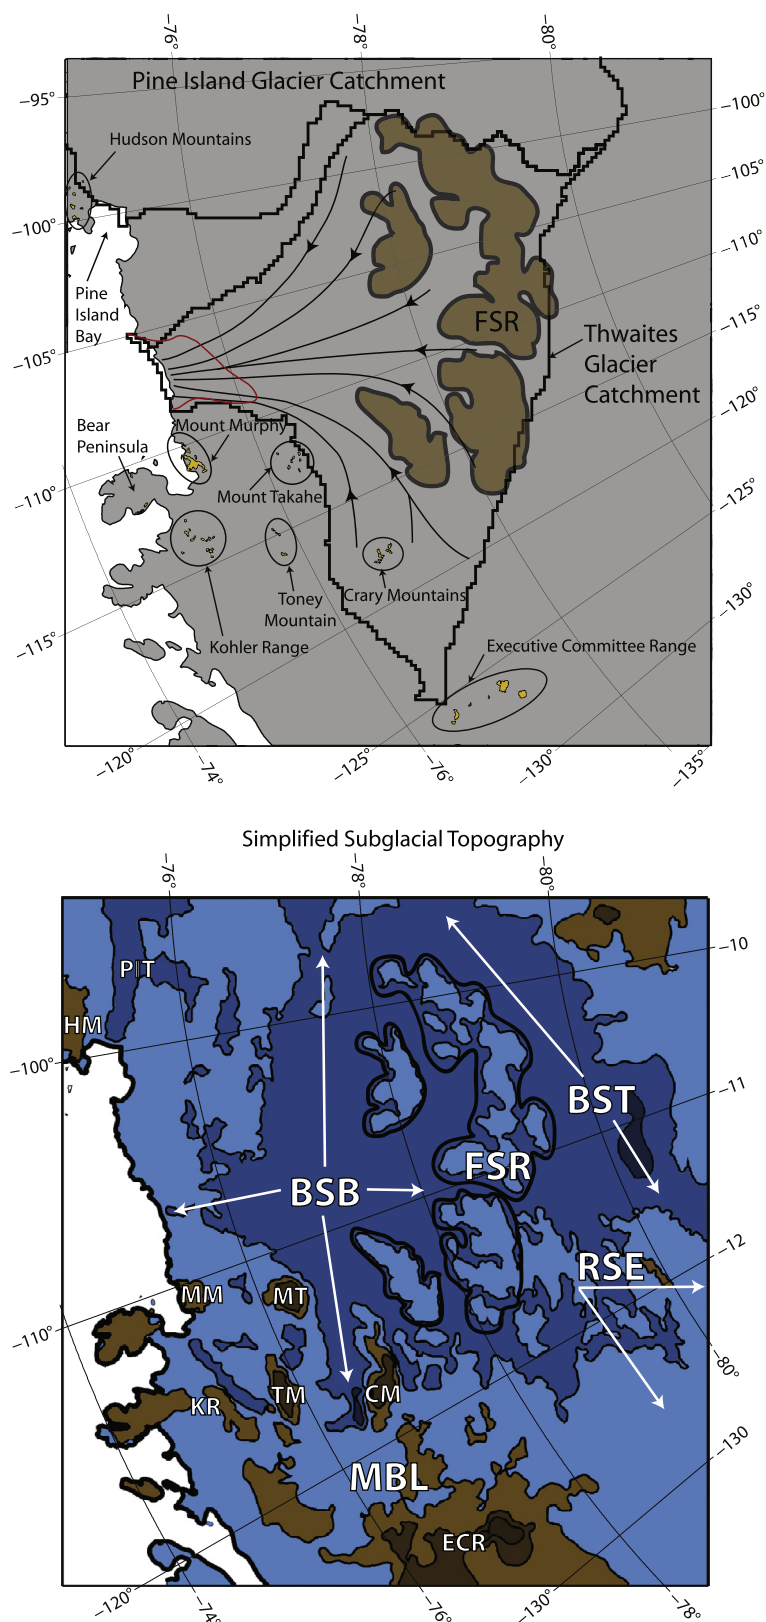 −76°
−78°
−80°
Pine Island Glacier Catchment
−95°
−100°
Hudson Mountains
−105°
−100°
−110°
Pine
Island
Bay
FSR
−115°
Thwaites
Glacier
Catchment
−105°
−120°
Bear
Peninsula
Mount Murphy
−110°
Mount Takahe
−125°
Toney
Mountain
Crary Mountains
−130°
−115°
Kohler Range
Executive Committee Range
−120°
−74°
−125°
−76°
−130°
−135°
Simplified Subglacial Topography
−76°
−78°
−80°
−10
PIT
HM
−100°
−11
BST
FSR
BSB
−12
RSE
MM
MT
−110°
−80°
TM
CM
KR
−130
MBL
ECR
−120°
−74°
−76°
−130°
−78°